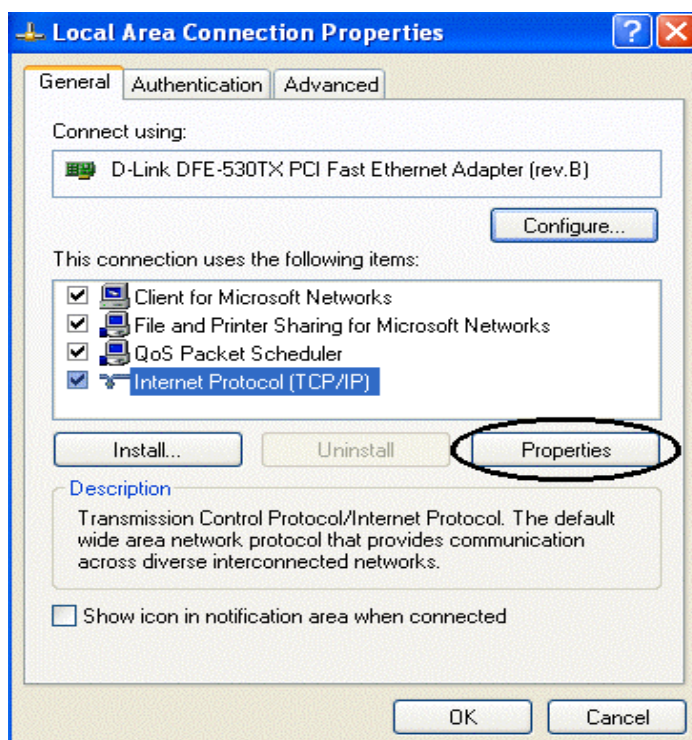 Local Area Connection Properties
General Authentication Advanced
Connect using:
D-Link DFE-530TX PCI Fast Ethernet Adapter (rev.B)
Configure...
This connection uses the following items:
Client for Microsoft Networks
File and Printer Sharing for Microsoft Networks
QoS Packet Scheduler
Internet Protocol (TCP/IP)
Install... Uninstall Properties
Description
Transmission Control Protocol/Internet Protocol. The default
wide area network protocol that provides communication
across diverse interconnected networks.
Show icon in notification area when connected
OK Cancel